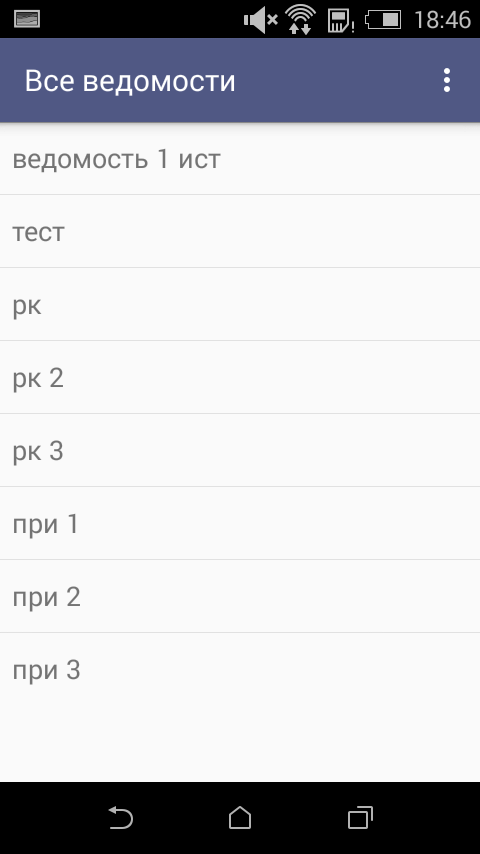 18:46
Все ведомости
ведомость 1 ист
тест
рк
рк 2
рк 3
при 1
при 2
при 3